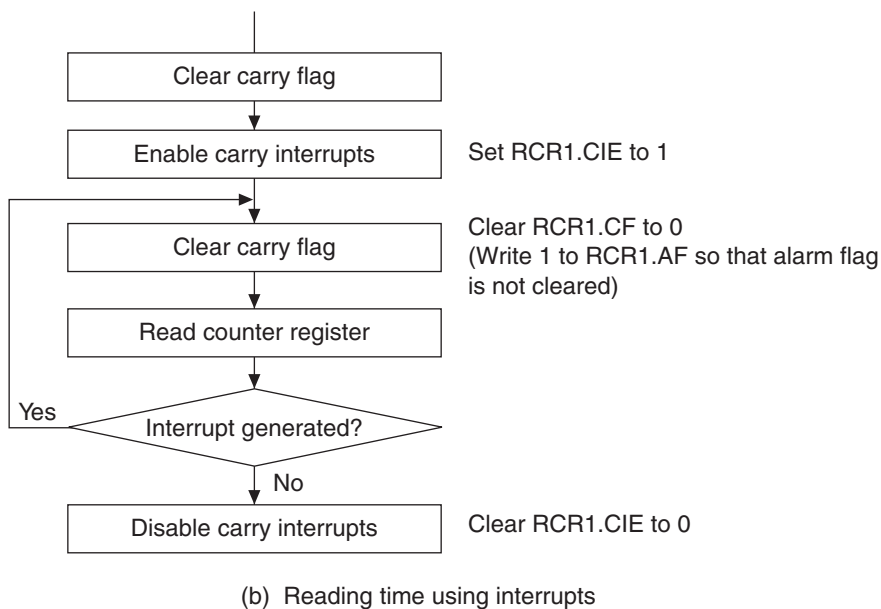 Clear carry flag
Enable carry interrupts
Set RCR1.CIE to 1
Clear carry flag
Clear RCR1.CF to 0
(Write 1 to RCR1.AF so that alarm flag
is not cleared)
Read counter register
Yes
Interrupt generated?
No
Disable carry interrupts
Clear RCR1.CIE to 0
(b) Reading time using interrupts